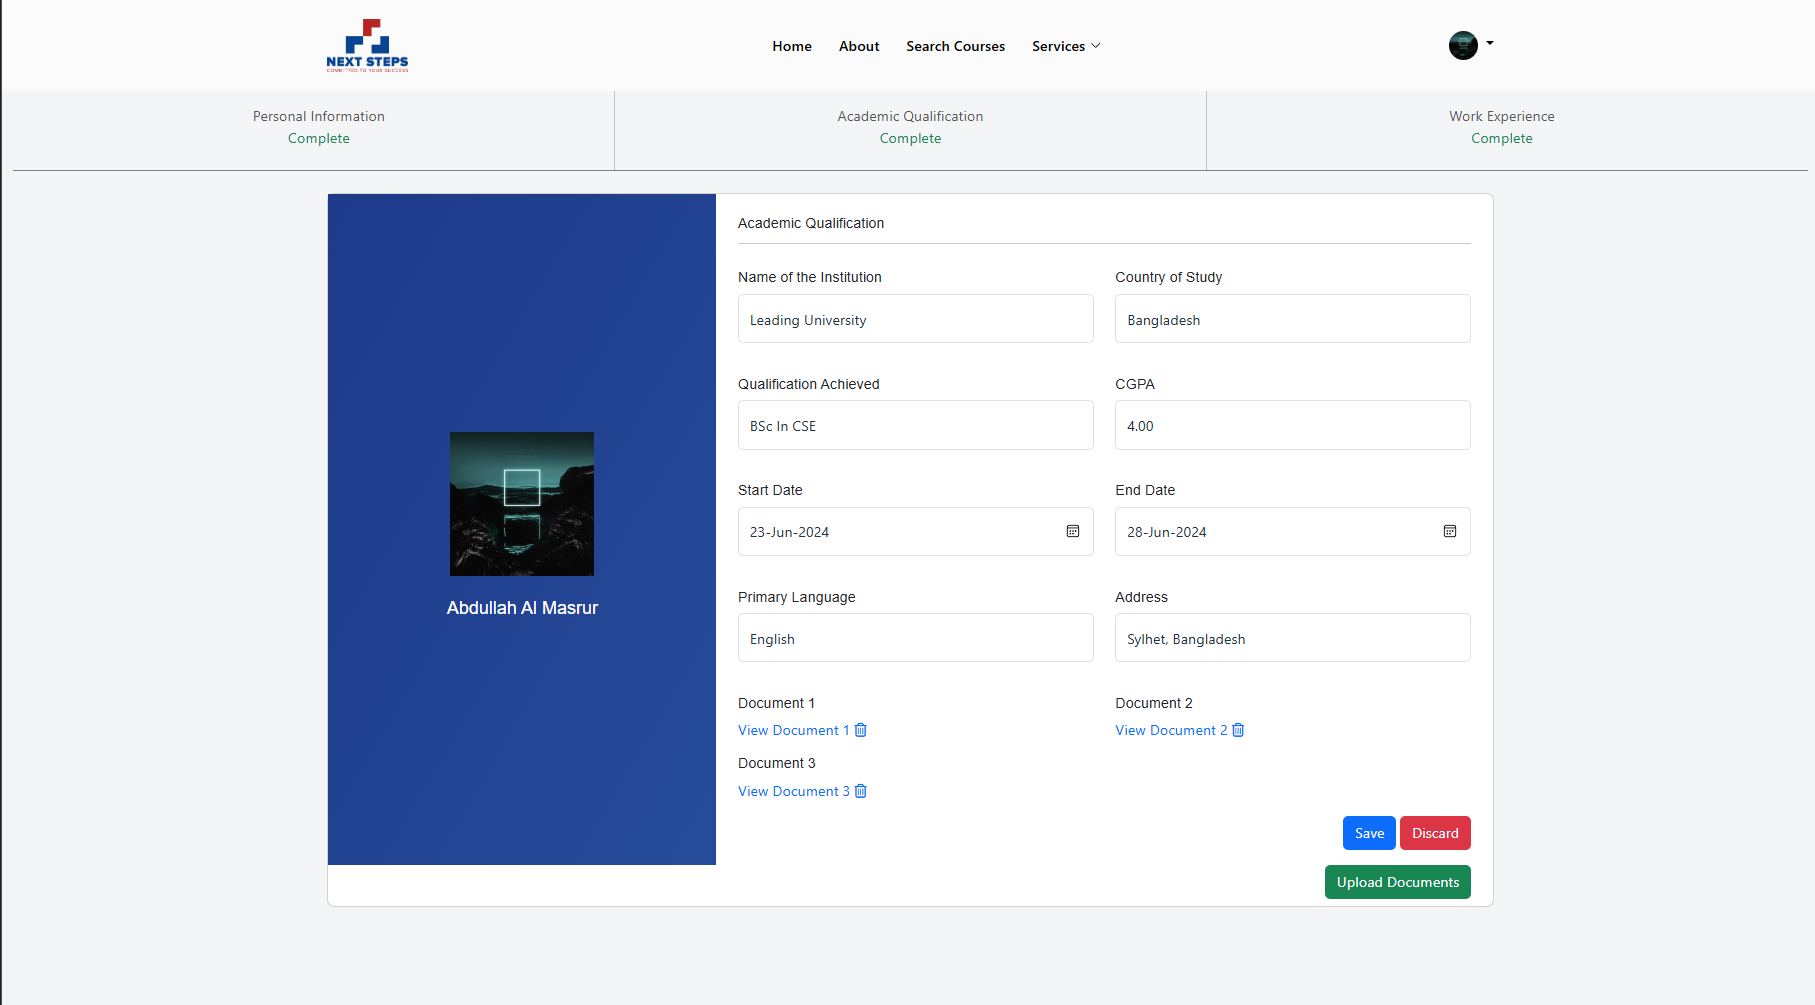 NEXT STEPS
COMMITTED TO YOUR SUCCESS
Home About Search Courses Services
Personal Information Academic Qualification Work Experience
Complete Complete Complete
Academic Qualification
Name of the Institution Country of Study
Leading University Bangladesh
Qualification Achieved CGPA
BSc In CSE 4.00
Start Date End Date
23-Jun-2024 28-Jun-2024
Abdullah Al Masrur
Primary Language Address
English Sylhet, Bangladesh
Document 1 Document 2
View Document 1 View Document 2
Document 3
View Document 3
Save Discard
Upload Documents